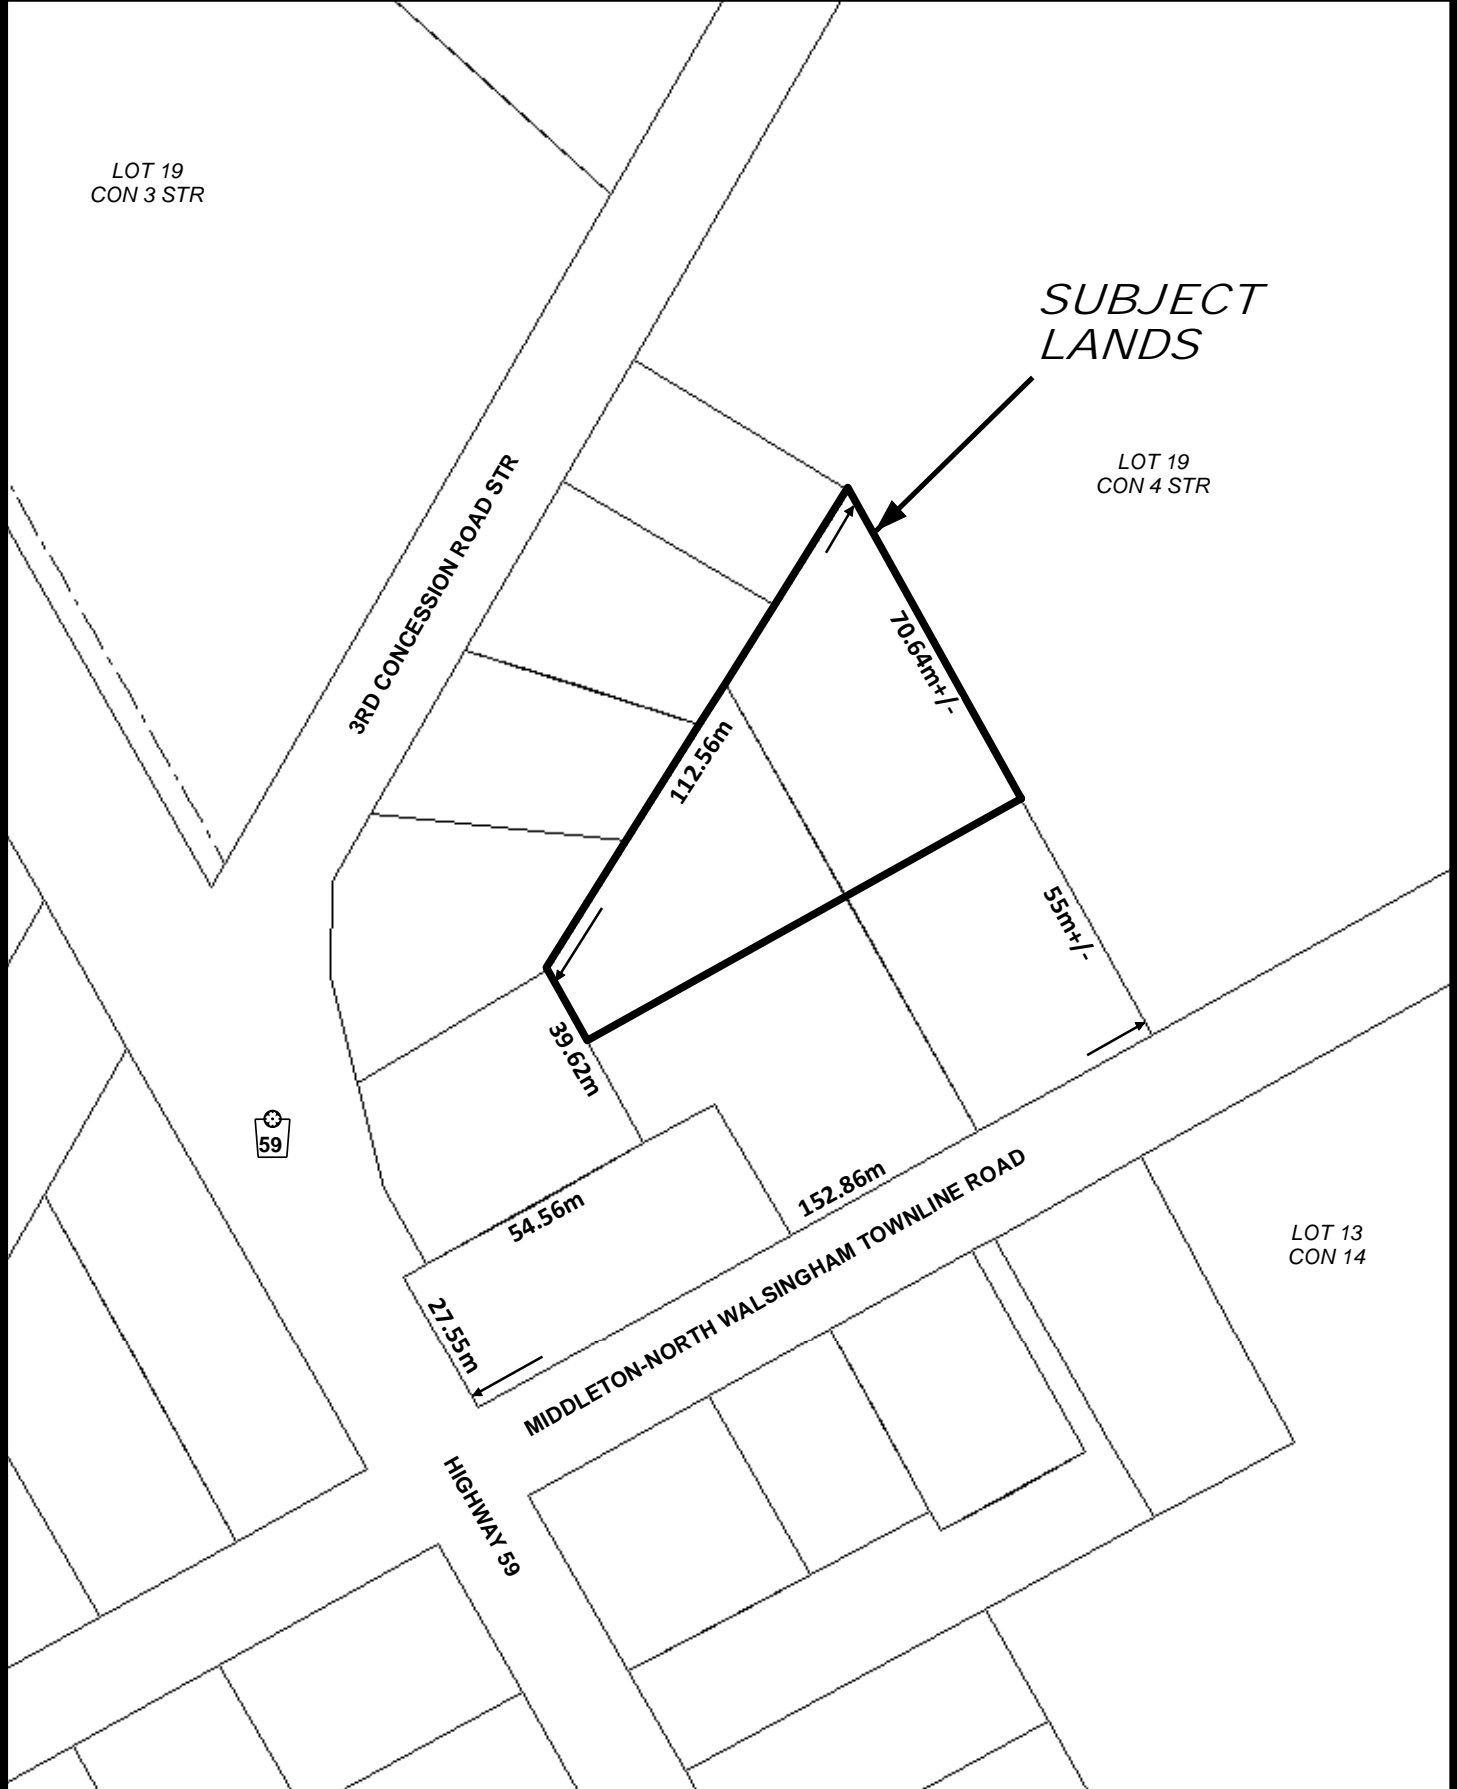 LOT 19
CON 3 STR
SUBJECT
LANDS
LOT 19
CON 4 STR
3RD CONCESSION ROAD STR
70.64m+/-
112.56m
55m+/-
39.62m
59
152.86m
54.56m
MIDDLETON-NORTH WALSINGHAM TOWNLINE ROAD
LOT 13
CON 14
27.55m
HIGHWAY 59